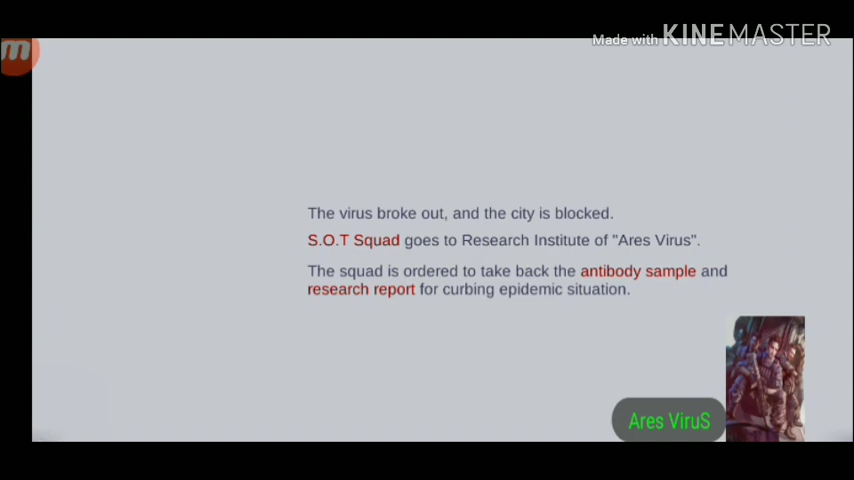 Made with KINEMASTER
The virus broke out, and the city is blocked.
S.O.T Squad goes to Research Institute of "Ares Virus".
The squad is ordered to take back the antibody sample and
research report for curbing epidemic situation.
Ares ViruS